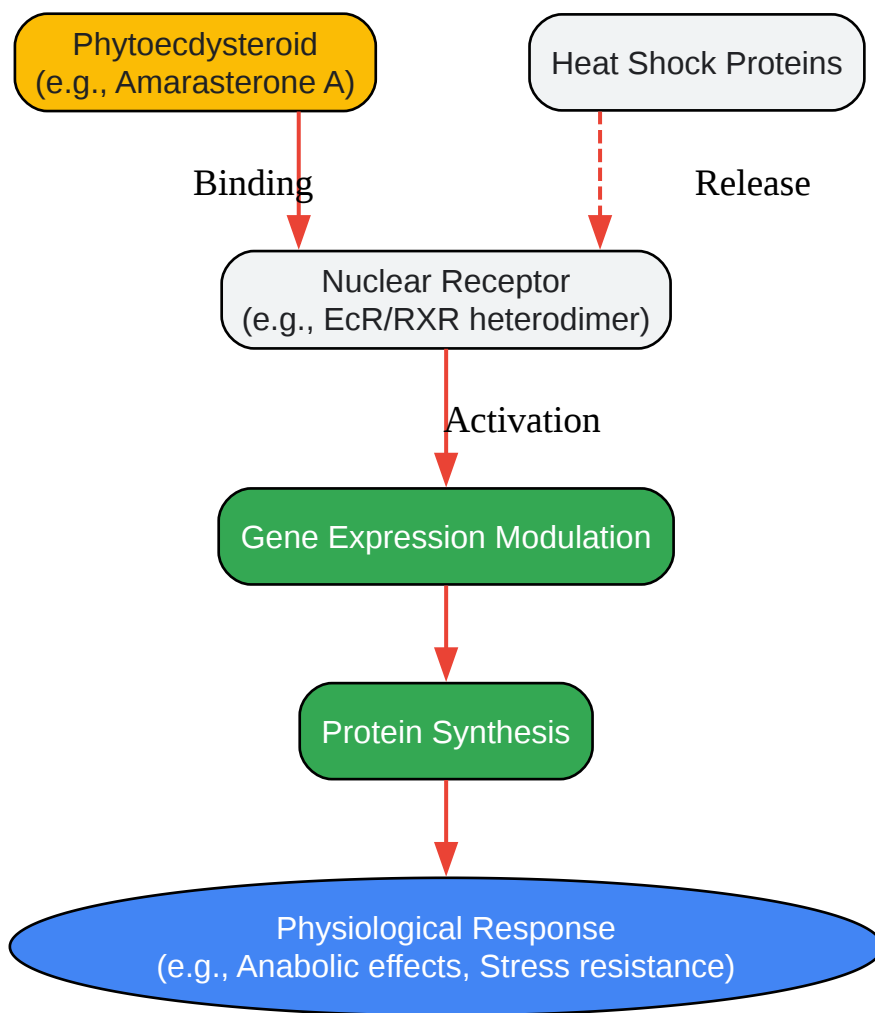 Phytoecdysteroid
(e.g., Amarasterone A)
Heat Shock Proteins
Binding
Release
Nuclear Receptor
(e.g., EcR/RXR heterodimer)
Activation
Gene Expression Modulation
Protein Synthesis
Physiological Response
(e.g., Anabolic effects, Stress resistance)